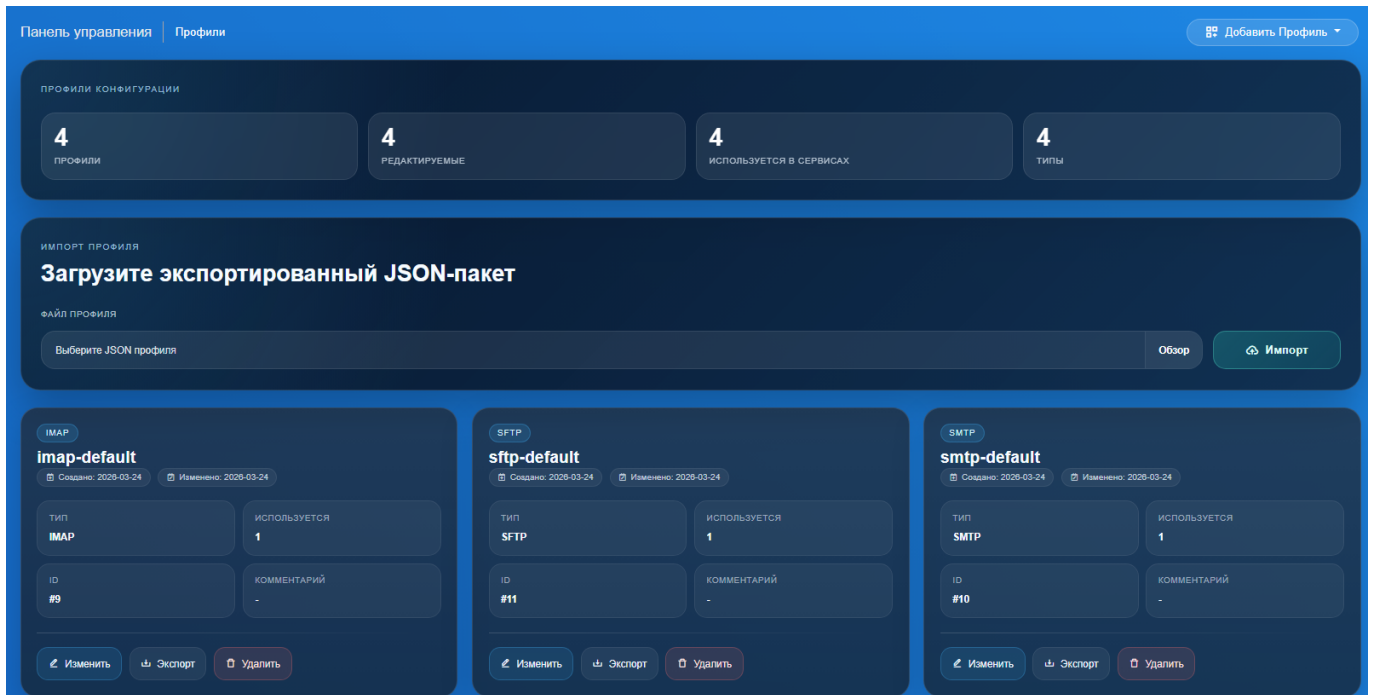 Панель управления
Профили
Добавить Профиль
ПРОФИЛИ КОНФИГУРАЦИИ
4
ПРОФИЛИ
4
РЕДАКТИРУЕМЫЕ
4
ИСПОЛЬЗУЕТСЯ В СЕРВИСАХ
4
ТИПЫ
ИМПОРТ ПРОФИЛЯ
Загрузите экспортированный JSON-пакет
ФАЙЛ ПРОФИЛЯ
Выберите JSON профиля
Обзор
Импорт
IMAP
imap-default
Создано: 2026-03-24
Изменено: 2026-03-24
ТИП
IMAP
ИСПОЛЬЗУЕТСЯ
1
ID
#9
КОММЕНТАРИЙ
-
Изменить
Экспорт
Удалить
SFTP
sftp-default
Создано: 2026-03-24
Изменено: 2026-03-24
ТИП
SFTP
ИСПОЛЬЗУЕТСЯ
1
ID
#11
КОММЕНТАРИЙ
-
Изменить
Экспорт
Удалить
SMTP
smtp-default
Создано: 2026-03-24
Изменено: 2026-03-24
ТИП
SMTP
ИСПОЛЬЗУЕТСЯ
1
ID
#10
КОММЕНТАРИЙ
-
Изменить
Экспорт
Удалить